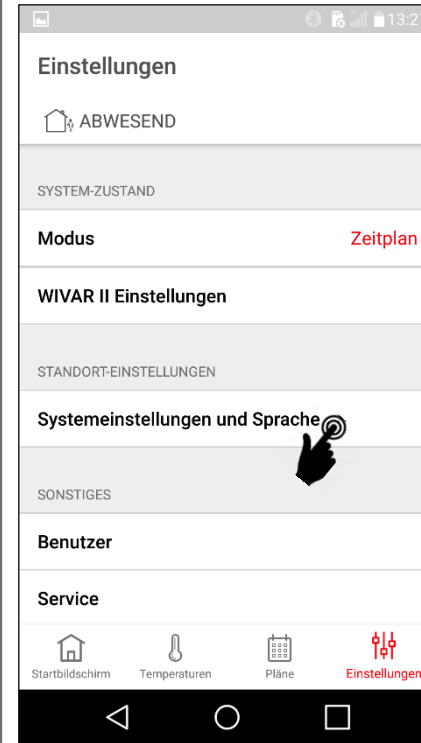 13:27
Einstellungen
ABWESEND
SYSTEM-ZUSTAND
Modus Zeitplan
WIVAR II Einstellungen
STANDORT-EINSTELLUNGEN
Systemeinstellungen und Sprache
SONSTIGES
Benutzer
Service
Startbildschirm Temperaturen Pläne Einstellungen